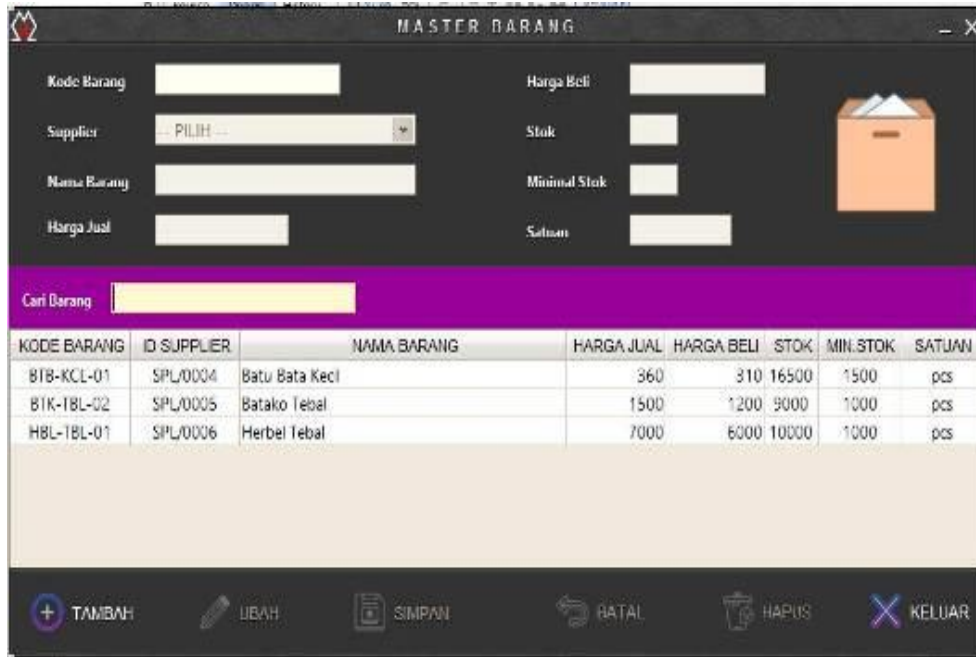 MASTER BARANG
Kode Barang
Harga Beli
Supplier
-- PILIH --
Stok
Nama Barang
Minimal Stok
Harga Jual
Satuan
Cari Barang
KODE BARANG ID SUPPLIER NAMA BARANG HARGA JUAL HARGA BELI STOK MIN.STOK SATUAN
BTB-KCL-01 SPL/0004 Batu Bata Kecil 360 310 16500 1500 pcs
BTK-TBL-02 SPL/0005 Batako Tebal 1500 1200 9000 1000 pcs
HBL-TBL-01 SPL/0006 Herbel Tebal 7000 6000 10000 1000 pcs
TAMBAH UBAH SIMPAN BATAL HAPUS KELUAR